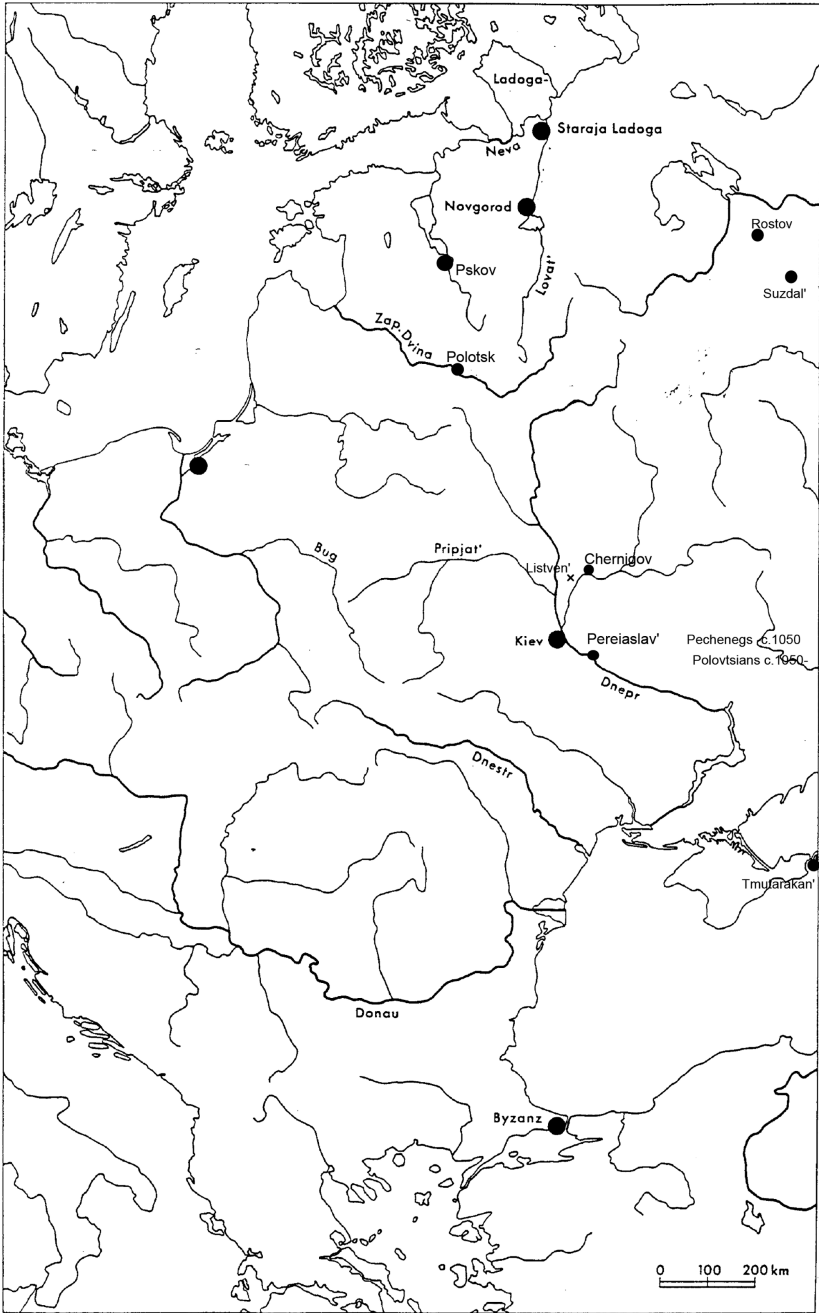 Ladoga-
Staraja Ladoga
Neva
Novgorod
Rostov
Pskov
Lovat'
Suzdal'
Zap. Dvina
Polotsk
Bug
Pripjat'
Listven'
Chernigov
Kiev
Pereiaslav'
Pechenegs c.1050
Polovtsians c.1050-
Dnepr
Dnestr
Tmutarakan'
Donau
Byzanz
0 100 200 km